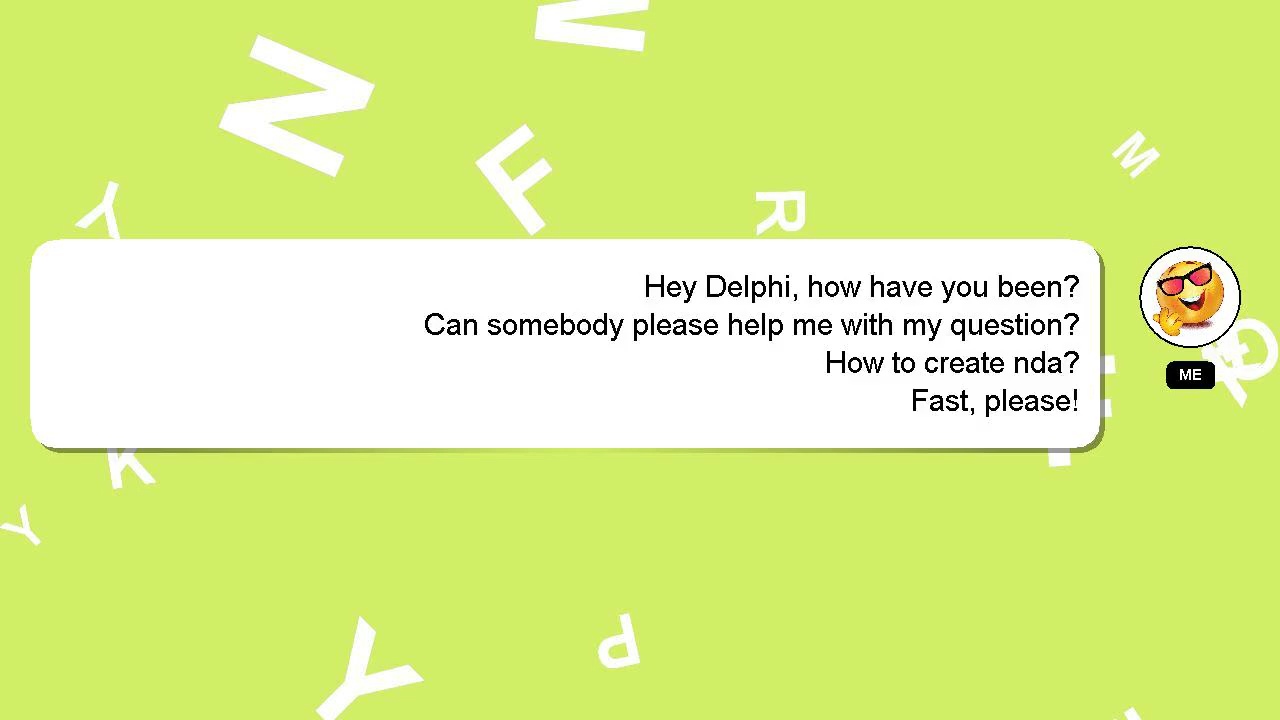 N
N
F
M
Y
R
Hey Delphi, how have you been?
Can somebody please help me with my question?
How to create nda?
Fast, please!
ME
K
Y
Y
P